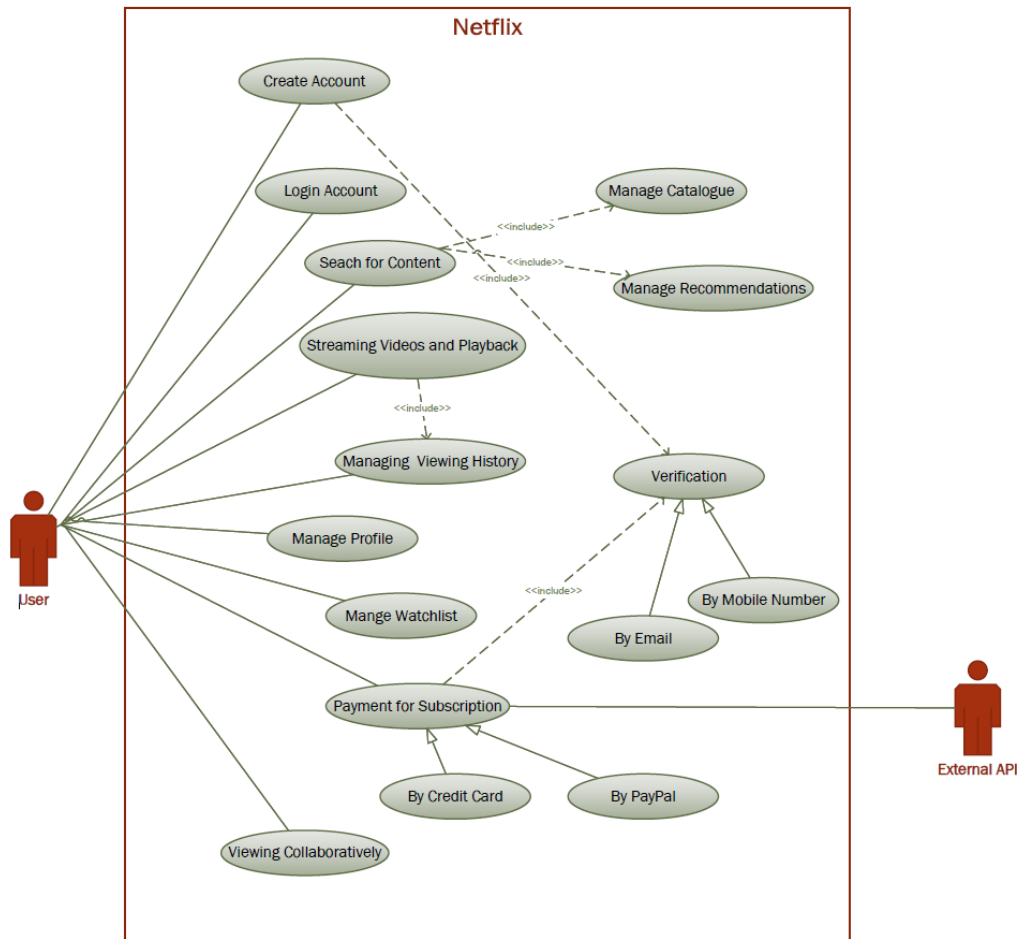 Netflix
Create Account
Login Account
Manage Catalogue
<<include>>
Seach for Content
<<include>>
<<include>>
Manage Recommendations
Streaming Videos and Playback
<<include>>
Managing Viewing History
Verification
Manage Profile
<<include>>
By Mobile Number
User
Mange Watchlist
By Email
Payment for Subscription
External API
By Credit Card
By PayPal
Viewing Collaboratively